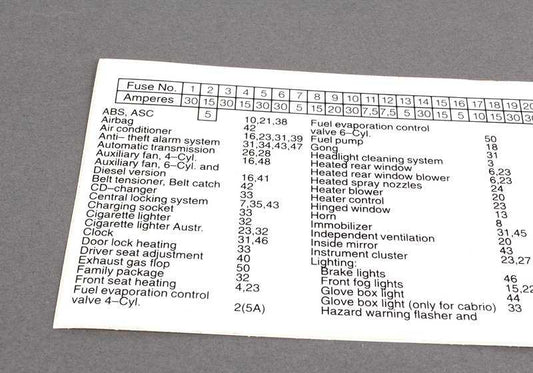 Fuse No. 1 2 3 4 5 6 7 8 9 10 11 12 13 14 15 16 17 18 19 20
Amperes 30 15 30 15 30 30 5 15 20 30 7,5 7,5 5 30 15 5 10 15 30 30
5
ABS, ASC 10,21,38
Airbag 42
Air conditioner 16,23,31,39
Anti– theft alarm system 31,34,43,47
Automatic transmission 26,28
Auxiliary fan, 4–Cyl. 16,48
Auxiliary fan, 6–Cyl. and
Diesel version 16,41
Belt tensioner, Belt catch 42
CD–changer 33
Central locking system 7,35,43
Charging socket 33
Cigarette lighter 32
Cigarette lighter Austr. 23,32
Clock 31,46
Door lock heating 33
Driver seat adjustment 40
Exhaust gas flop 50
Family package 32
Front seat heating 4,23
Fuel evaporation control
valve 4–Cyl. 2(5A)
Fuel evaporation control
valve 6–Cyl. 50
Fuel pump 18
Gong 31
Headlight cleaning system 3
Heated rear window 6,23
Heated rear window blower 6,23
Heated spray nozzles 24
Heater blower 20
Heater control 23
Hinged window 13
Horn 8
Immobilizer 31,45
Independent ventilation 20
Inside mirror 43
Instrument cluster 23,27
Lighting:
Brake lights 46
Front fog lights 15,22
Glove box light 44
Glove box light (only for cabrio) 33
Hazard warning flasher and